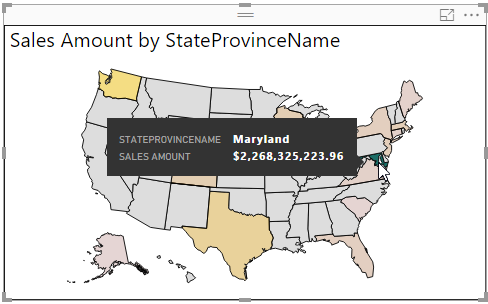 Sales Amount by StateProvinceName
STATEPROVINCENAME Maryland
SALES AMOUNT $2,268,325,223.96